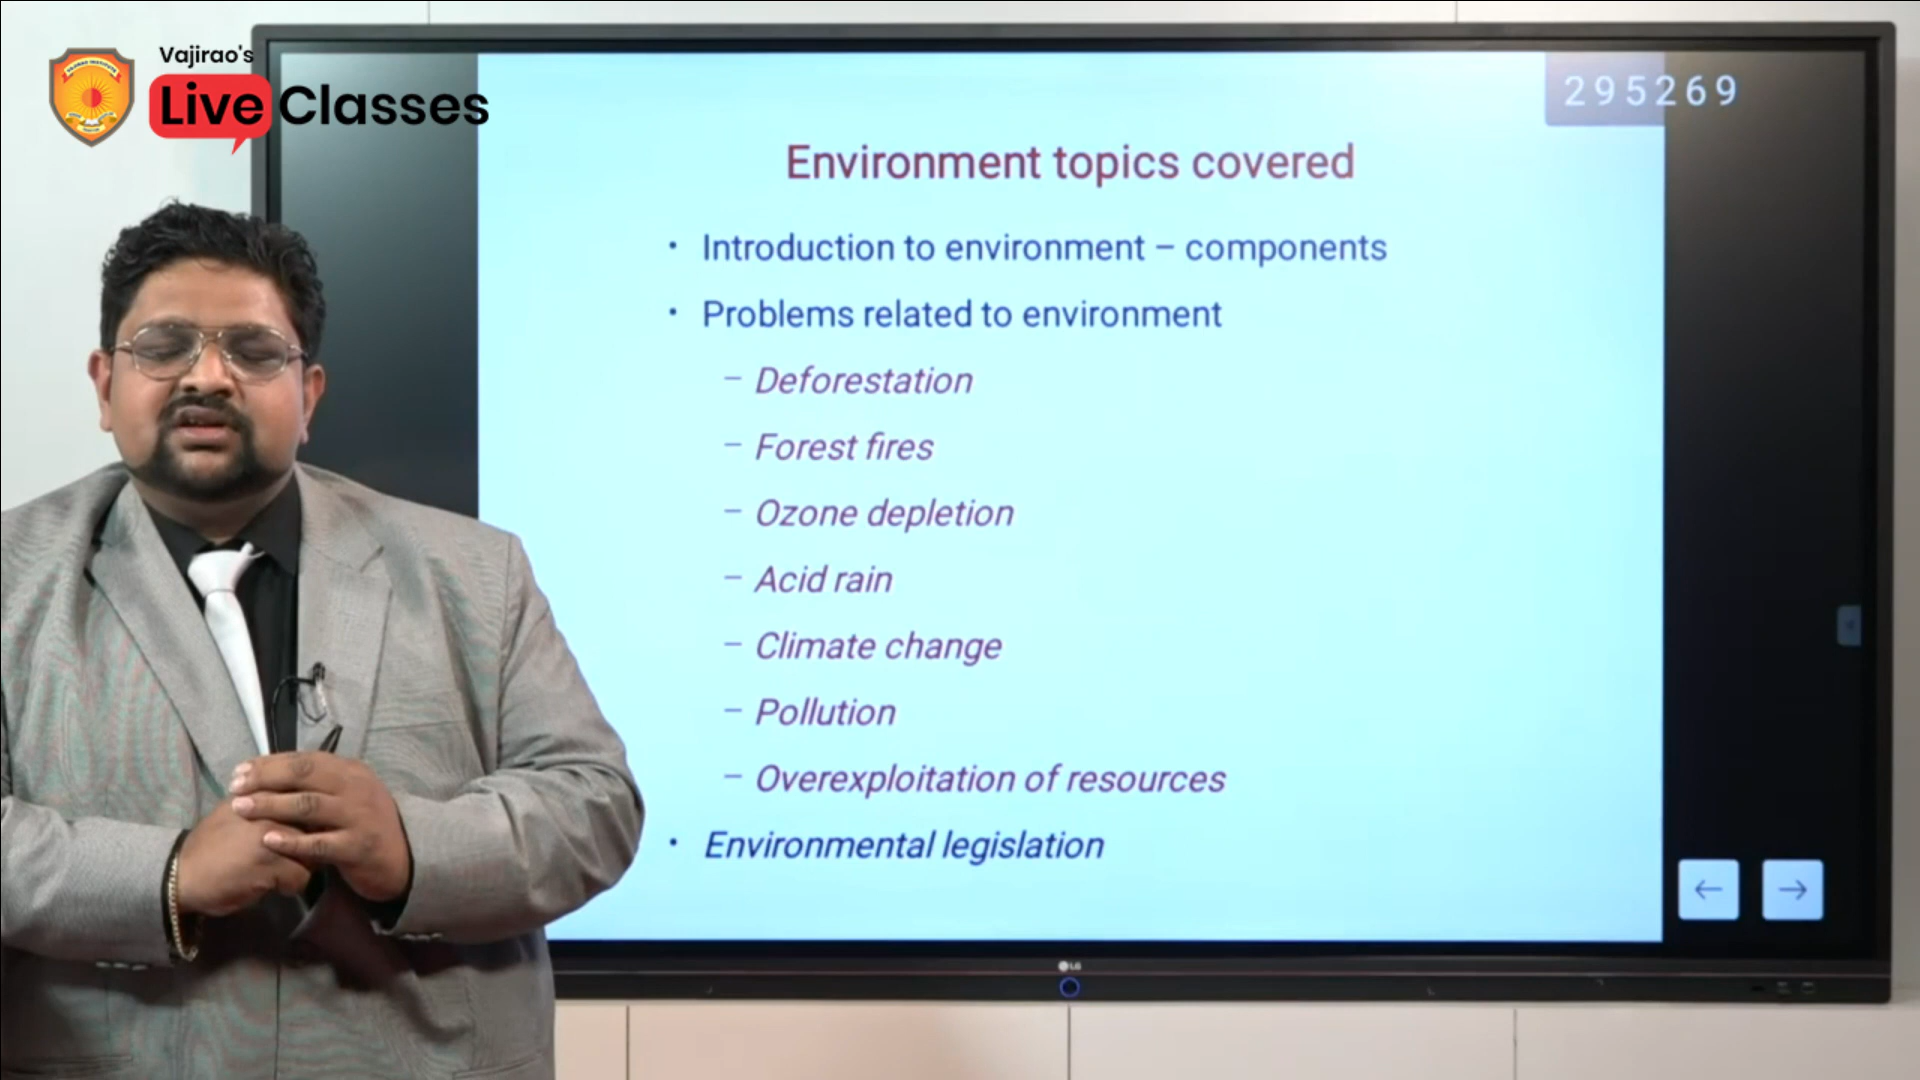 Vajirao's
Live Classes
295269
Environment topics covered
• Introduction to environment – components
• Problems related to environment
– Deforestation
– Forest fires
– Ozone depletion
– Acid rain
– Climate change
– Pollution
– Overexploitation of resources
• Environmental legislation
LG